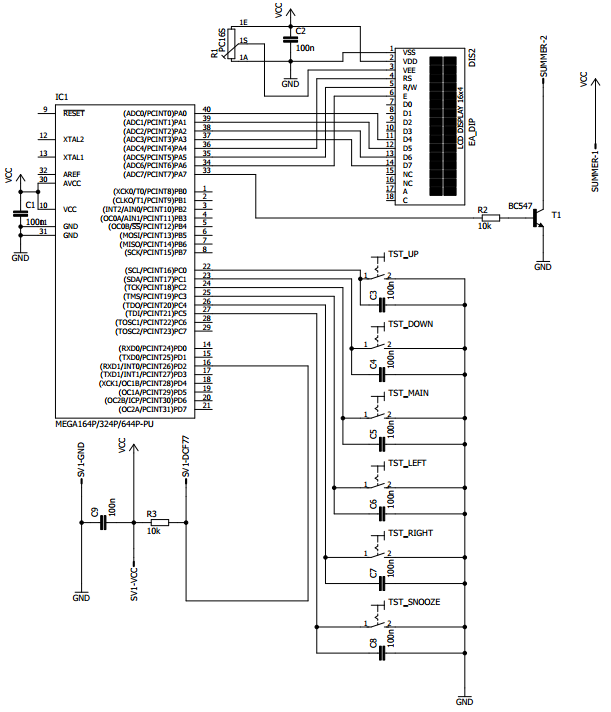 VCC
1E
1S
1A
R1
PC16S
C2
100n
GND
DIS2
LCD DISPLAY 16x4
EA_DIP
1 VSS
2 VDD
3 VEE
4 RS
5 R/W
6 E
7 D0
8 D1
9 D2
10 D3
11 D4
12 D5
13 D6
14 D7
15 NC
16 NC
17 A
18 C
SUMMER-2
VCC
SUMMER-1
R2
10k
BC547
T1
GND
IC1
9 RESET
12 XTAL2
13 XTAL1
32 AREF
30 AVCC
10 VCC
GND
31 GND
VCC
C1
100n
GND
(ADC0/PCINT0)PA0 40
(ADC1/PCINT1)PA1 39
(ADC2/PCINT2)PA2 38
(ADC3/PCINT3)PA3 37
(ADC4/PCINT4)PA4 36
(ADC5/PCINT5)PA5 35
(ADC6/PCINT6)PA6 34
(ADC7/PCINT7)PA7 33
(XCK0/T0/PCINT8)PB0 1
(CLKO/T1/PCINT9)PB1 2
(INT2/AIN0/PCINT10)PB2 3
(OC0A/AIN1/PCINT11)PB3 4
(OC0B/SS/PCINT12)PB4 5
(MOSI/PCINT13)PB5 6
(MISO/PCINT14)PB6 7
(SCK/PCINT15)PB7 8
(SCL/PCINT16)PC0 22
(SDA/PCINT17)PC1 23
(TCK/PCINT18)PC2 24
(TMS/PCINT19)PC3 25
(TDO/PCINT20)PC4 26
(TDI/PCINT21)PC5 27
(TOSC1/PCINT22)PC6 28
(TOSC2/PCINT23)PC7 29
(RXD0/PCINT24)PD0 14
(TXD0/PCINT25)PD1 15
(RXD1/INT0/PCINT26)PD2 16
(TXD1/INT1/PCINT27)PD3 17
(XCK1/OC1B/PCINT28)PD4 18
(OC1A/PCINT29)PD5 19
(OC2B/ICP/PCINT30)PD6 20
(OC2A/PCINT31)PD7 21
MEGA164P/324P/644P-PU
TST_UP
1 2
C3
100n
TST_DOWN
1 2
C4
100n
TST_MAIN
1 2
C5
100n
TST_LEFT
1 2
C6
100n
TST_RIGHT
1 2
C7
100n
TST_SNOOZE
1 2
C8
100n
GND
SV1-GND
VCC
SV1-DCF77
C9
100n
R3
10k
SV1-VCC
GND